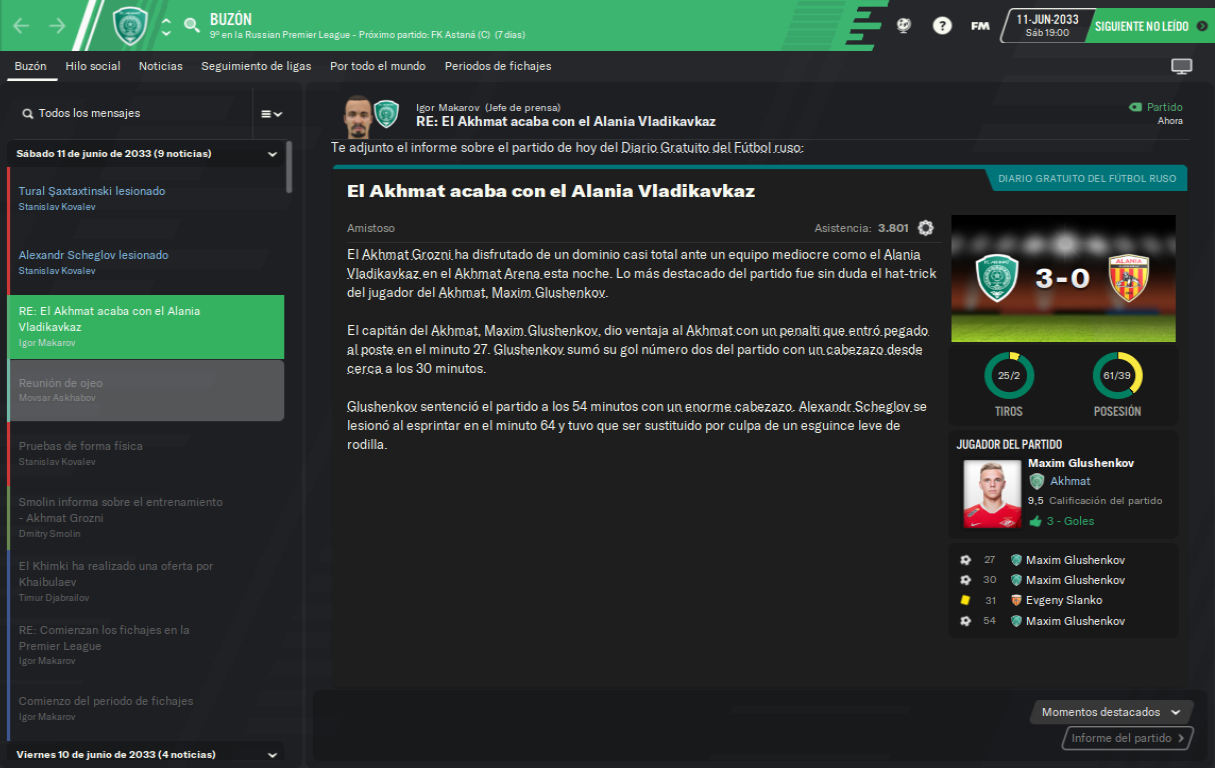 BUZÓN
9º en la Russian Premier League - Próximo partido: FK Astaná (C) (7 días)
FM
11-JUN-2033
Sáb 19:00
SIGUIENTE NO LEÍDO
Buzón
Hilo social
Noticias
Seguimiento de ligas
Por todo el mundo
Periodos de fichajes
Todos los mensajes
Sábado 11 de junio de 2033 (9 noticias)
Tural Şaxtaxtinski lesionado
Stanislav Kovalev
Alexandr Scheglov lesionado
Stanislav Kovalev
RE: El Akhmat acaba con el Alania
Vladikavkaz
Igor Makarov
Reunión de ojeo
Movsar Askhabov
Pruebas de forma física
Stanislav Kovalev
Smolin informa sobre el entrenamiento
- Akhmat Grozni
Dmitry Smolin
El Khimki ha realizado una oferta por
Khaibulaev
Timur Djabrailov
RE: Comienzan los fichajes en la
Premier League
Igor Makarov
Comienzo del periodo de fichajes
Igor Makarov
Viernes 10 de junio de 2033 (4 noticias)
Igor Makarov (Jefe de prensa)
RE: El Akhmat acaba con el Alania Vladikavkaz
Partido
Ahora
Te adjunto el informe sobre el partido de hoy del Diario Gratuito del Fútbol ruso:
El Akhmat acaba con el Alania Vladikavkaz
DIARIO GRATUITO DEL FÚTBOL RUSO
Amistoso
Asistencia: 3.801
El Akhmat Grozni ha disfrutado de un dominio casi total ante un equipo mediocre como el Alania
Vladikavkaz en el Akhmat Arena esta noche. Lo más destacado del partido fue sin duda el hat-trick
del jugador del Akhmat, Maxim Glushenkov.
El capitán del Akhmat, Maxim Glushenkov, dio ventaja al Akhmat con un penalti que entró pegado
al poste en el minuto 27. Glushenkov sumó su gol número dos del partido con un cabezazo desde
cerca a los 30 minutos.
Glushenkov sentenció el partido a los 54 minutos con un enorme cabezazo. Alexandr Scheglov se
lesionó al esprintar en el minuto 64 y tuvo que ser sustituido por culpa de un esguince leve de
rodilla.
3-0
ALANIA
25/2
61/39
TIROS
POSESIÓN
JUGADOR DEL PARTIDO
Maxim Glushenkov
Akhmat
9,5 Calificación del partido
3 - Goles
27 Maxim Glushenkov
30 Maxim Glushenkov
31 Evgeny Slanko
54 Maxim Glushenkov
Momentos destacados
Informe del partido